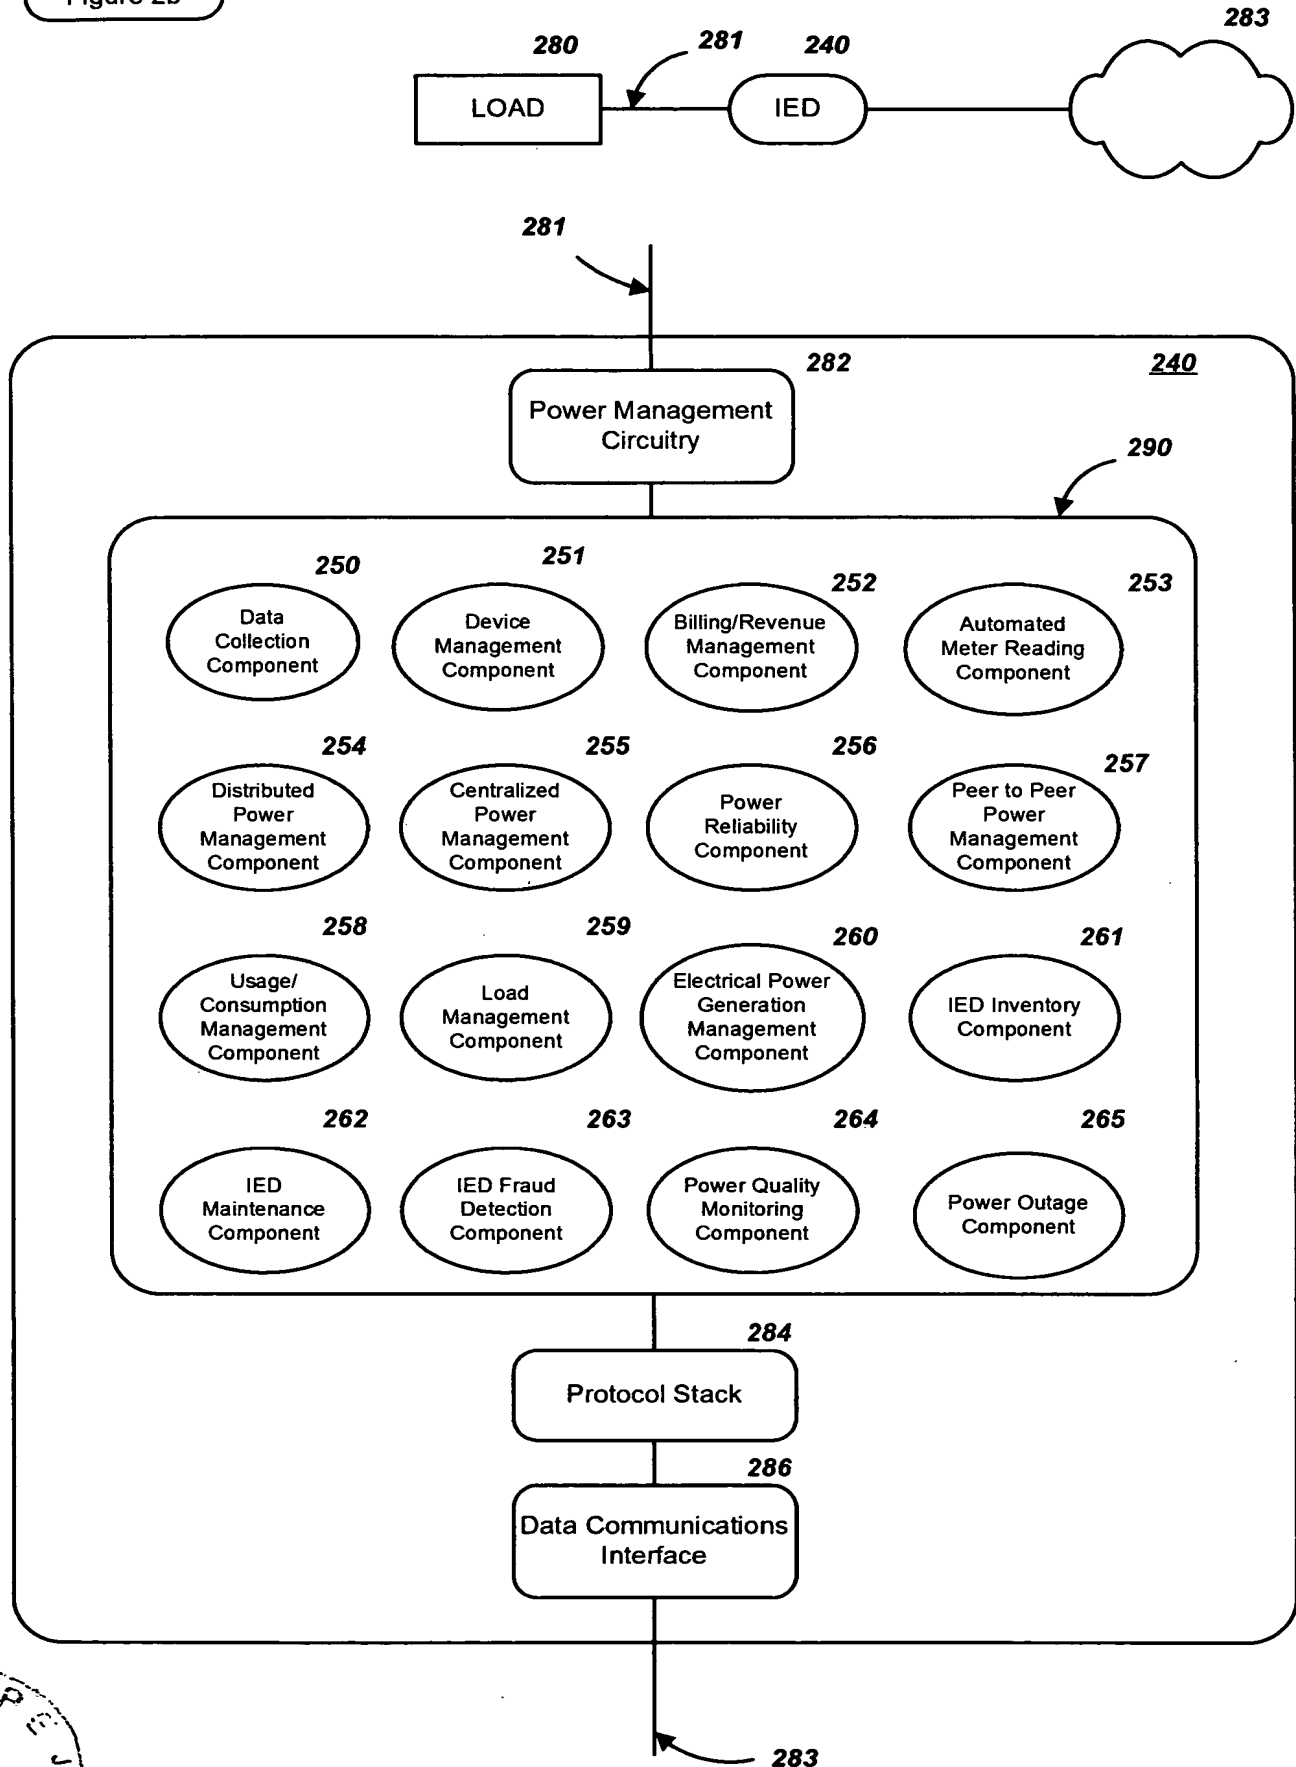 Figure 2b
283
280
281
240
LOAD
IED
281
282
240
Power Management
Circuitry
290
250
251
252
253
Data
Collection
Component
Device
Management
Component
Billing/Revenue
Management
Component
Automated
Meter Reading
Component
254
255
256
257
Distributed
Power
Management
Component
Centralized
Power
Management
Component
Power
Reliability
Component
Peer to Peer
Power
Management
Component
258
259
260
261
Usage/
Consumption
Management
Component
Load
Management
Component
Electrical Power
Generation
Management
Component
IED Inventory
Component
262
263
264
265
IED
Maintenance
Component
IED Fraud
Detection
Component
Power Quality
Monitoring
Component
Power Outage
Component
284
Protocol Stack
286
Data Communications
Interface
283